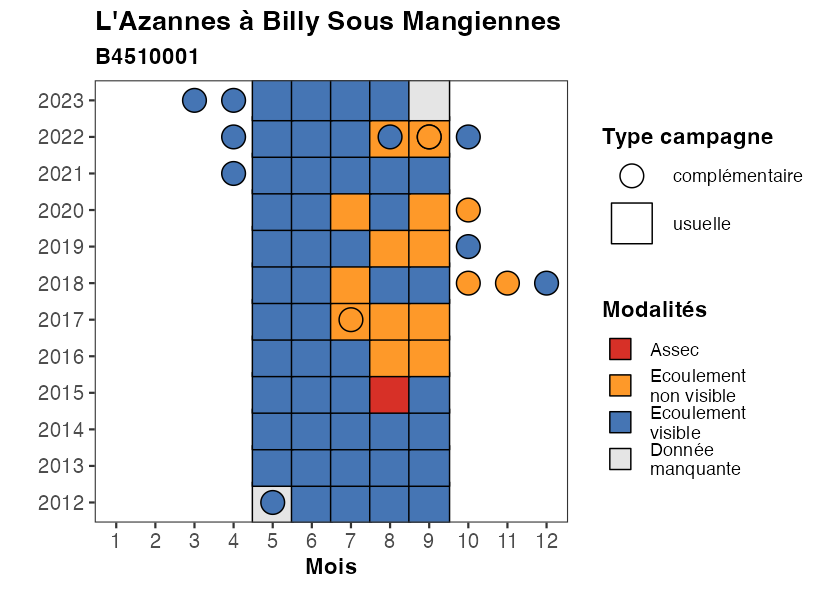 L'Azannes à Billy Sous Mangiennes
B4510001
2023
2022
2021
2020
2019
2018
2017
2016
2015
2014
2013
2012
1 2 3 4 5 6 7 8 9 10 11 12
Mois
Type campagne
complémentaire
usuelle
Modalités
Assec
Ecoulement
non visible
Ecoulement
visible
Donnée
manquante